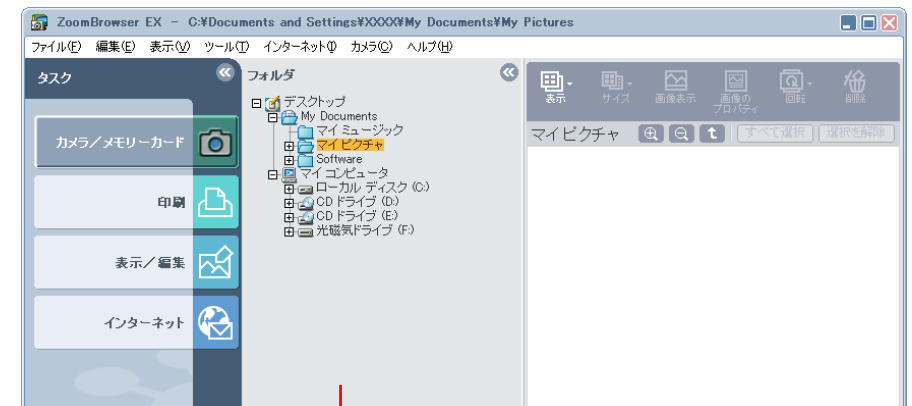 ZoomBrowser EX - C:¥Documents and Settings¥XXXX¥My Documents¥My Pictures
ファイル(F) 編集(E) 表示(V) ツール(T) インターネット(I) カメラ(C) ヘルプ(H)
タスク
カメラ／メモリーカード
印刷
表示／編集
インターネット
フォルダ
デスクトップ
My Documents
マイ ミュージック
マイ ピクチャ
Software
マイ コンピュータ
ローカル ディスク (C:)
CD ドライブ (D:)
CD ドライブ (E:)
光磁気ドライブ (F:)
表示 サイズ 画像表示 画像の 回転 削除
プロパティ
マイ ピクチャ すべて選択 選択を解除